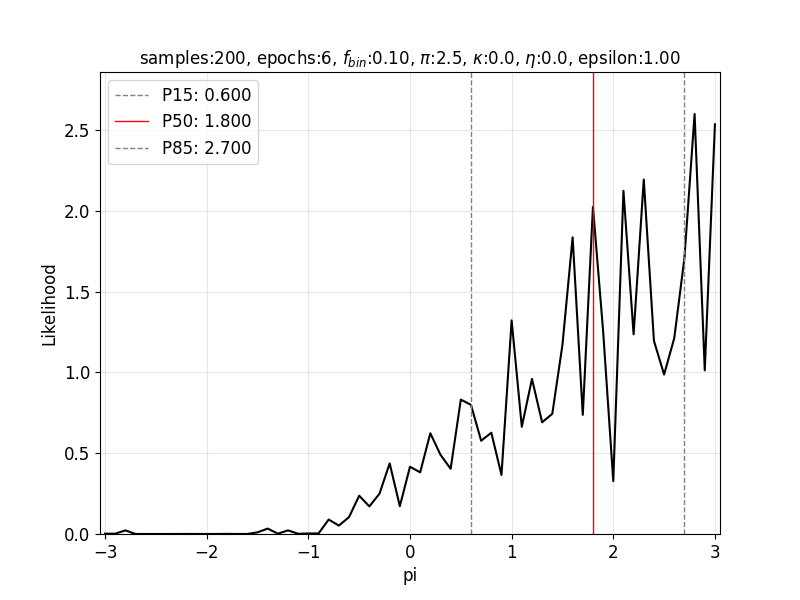 samples:200, epochs:6, f_bin:0.10, π:2.5, κ:0.0, η:0.0, epsilon:1.00
P15: 0.600
P50: 1.800
P85: 2.700
Likelihood
2.5
2.0
1.5
1.0
0.5
0.0
−3 −2 −1 0 1 2 3
pi